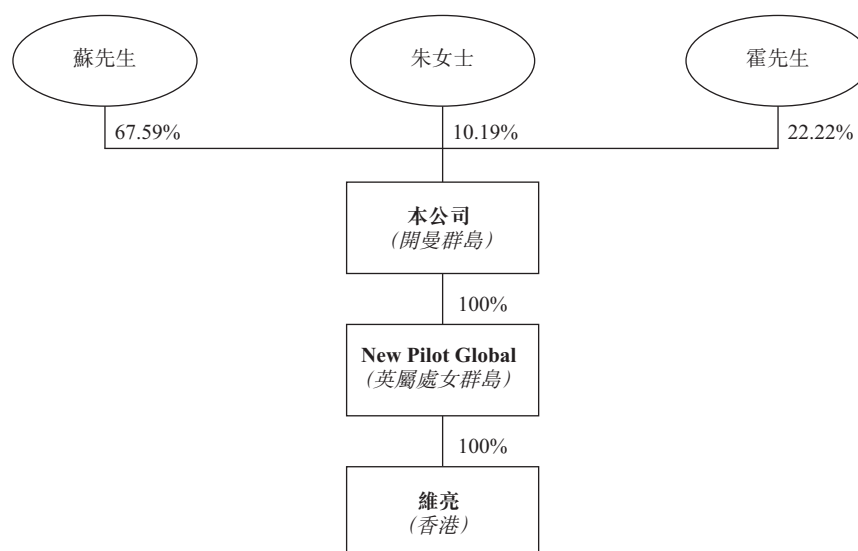 蘇先生
朱女士
霍先生
67.59%
10.19%
22.22%
本公司
（開曼群島）
100%
New Pilot Global
（英屬處女群島）
100%
維亮
（香港）